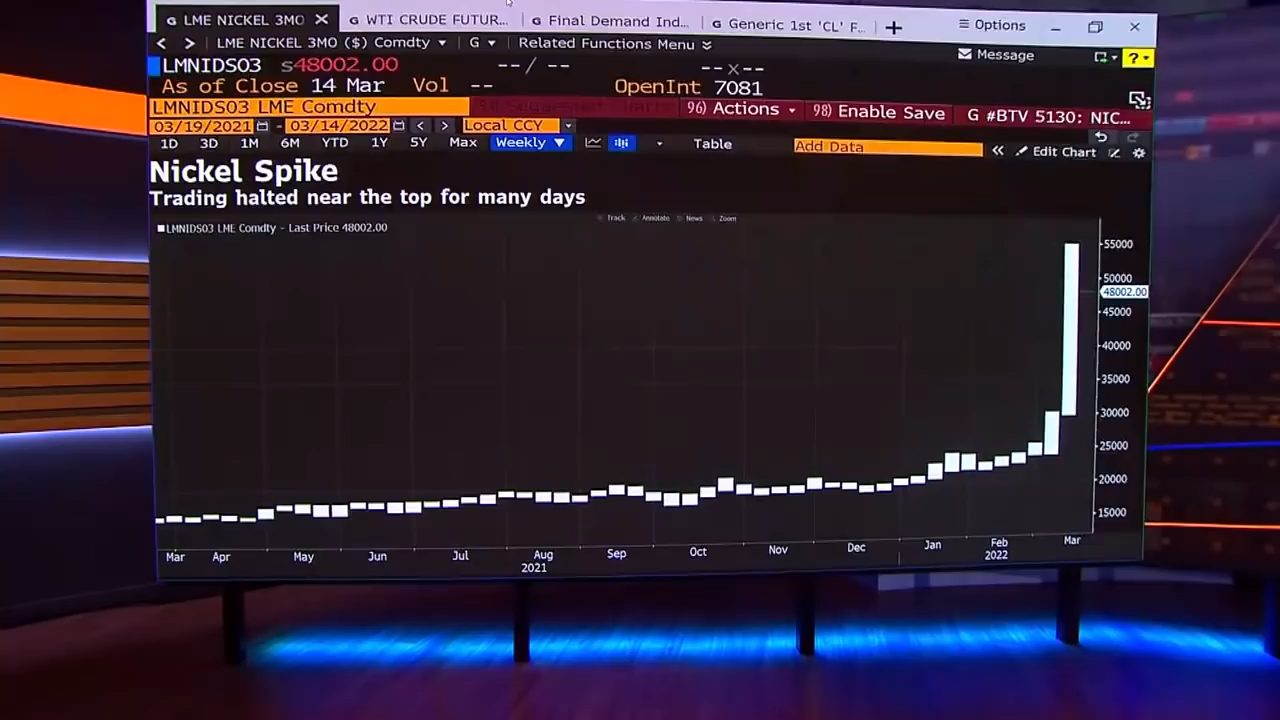 G LME NICKEL 3MO × G WTI CRUDE FUTUR... G Final Demand Ind... G Generic 1st 'CL' F... + Options
< > LME NICKEL 3MO ($) Comdty G Related Functions Menu
Message
LMNIDS03 s48002.00 -- / -- -- x --
As of Close 14 Mar Vol -- OpenInt 7081
LMNIDS03 LME Comdty 96) Actions 98) Enable Save G #BTV 5130: NIC...
03/19/2021 - 03/14/2022 < > Local CCY
1D 3D 1M 6M YTD 1Y 5Y Max Weekly Table Add Data « Edit Chart
Nickel Spike
Trading halted near the top for many days
Track Annotate News Zoom
LMNIDS03 LME Comdty - Last Price 48002.00
55000
50000
48002.00
45000
40000
35000
30000
25000
20000
15000
Mar Apr May Jun Jul Aug Sep Oct Nov Dec Jan Feb Mar
2021 2022